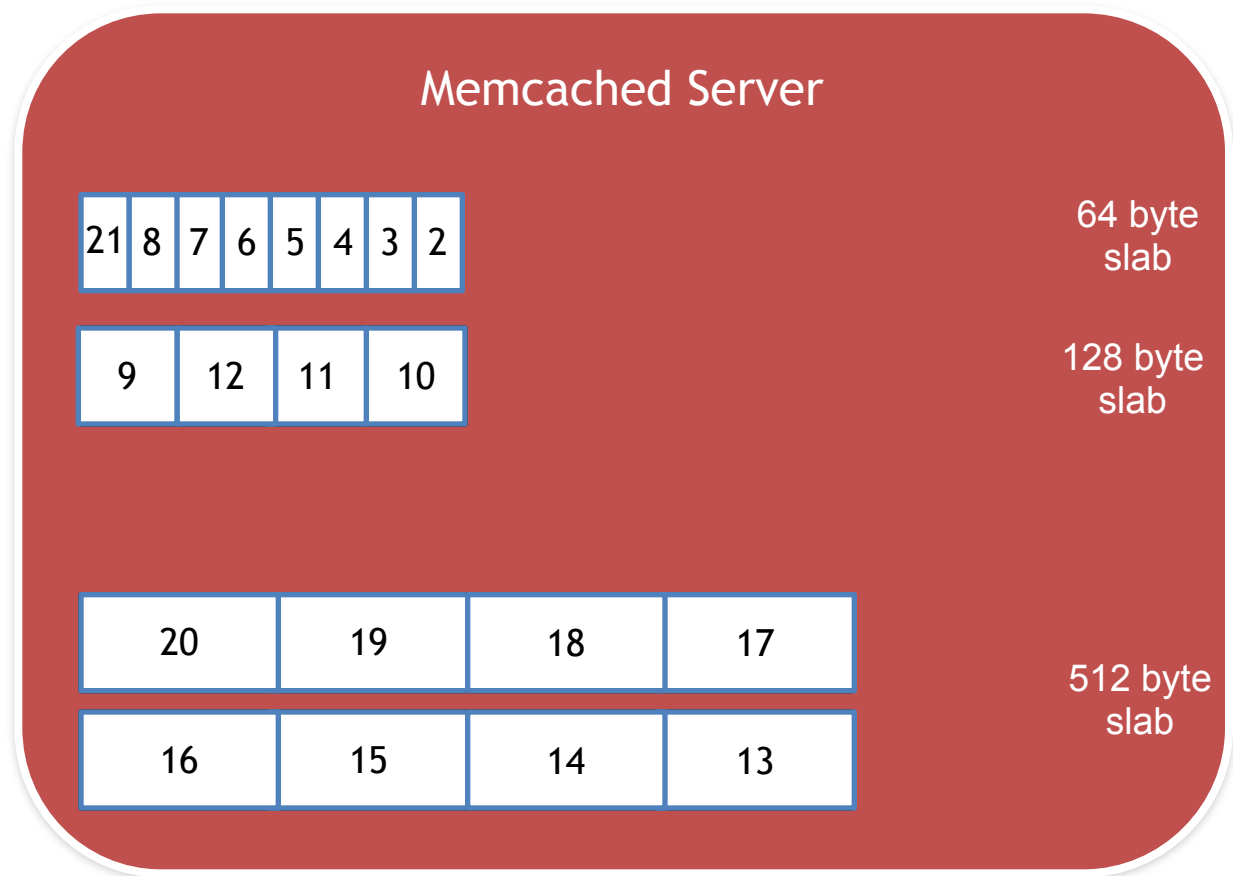 Memcached Server
21 8 7 6 5 4 3 2
64 byte
slab
9 12 11 10
128 byte
slab
20 19 18 17
512 byte
slab
16 15 14 13